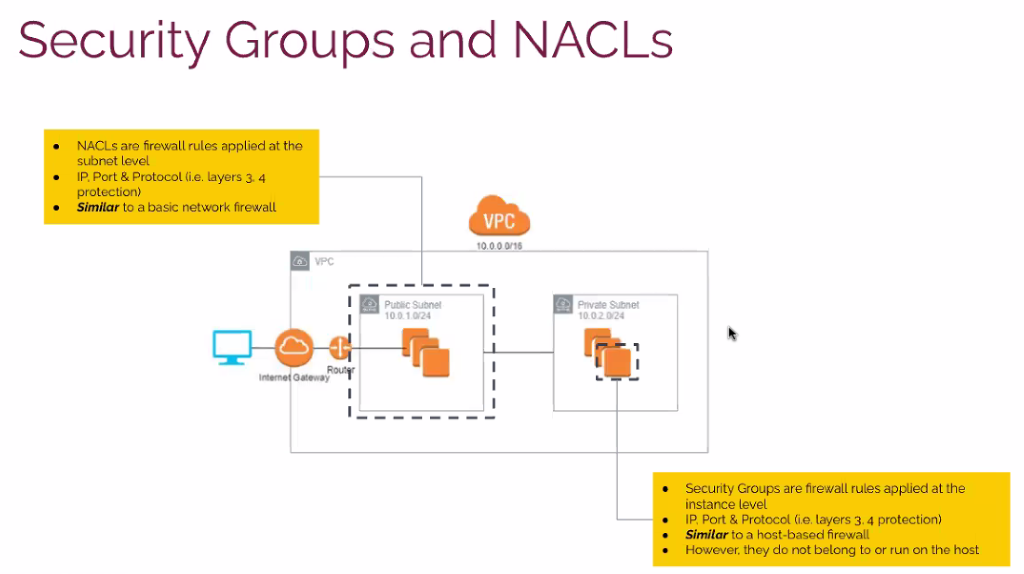 Security Groups and NACLs
● NACLs are firewall rules applied at the
subnet level
● IP, Port & Protocol (i.e. layers 3, 4
protection)
● Similar to a basic network firewall
VPC
10.0.0.0/16
VPC
Public Subnet
10.0.1.0/24
Private Subnet
10.0.2.0/24
Router
Internet Gateway
● Security Groups are firewall rules applied at the
instance level
● IP, Port & Protocol (i.e. layers 3, 4 protection)
● Similar to a host-based firewall
● However, they do not belong to or run on the host